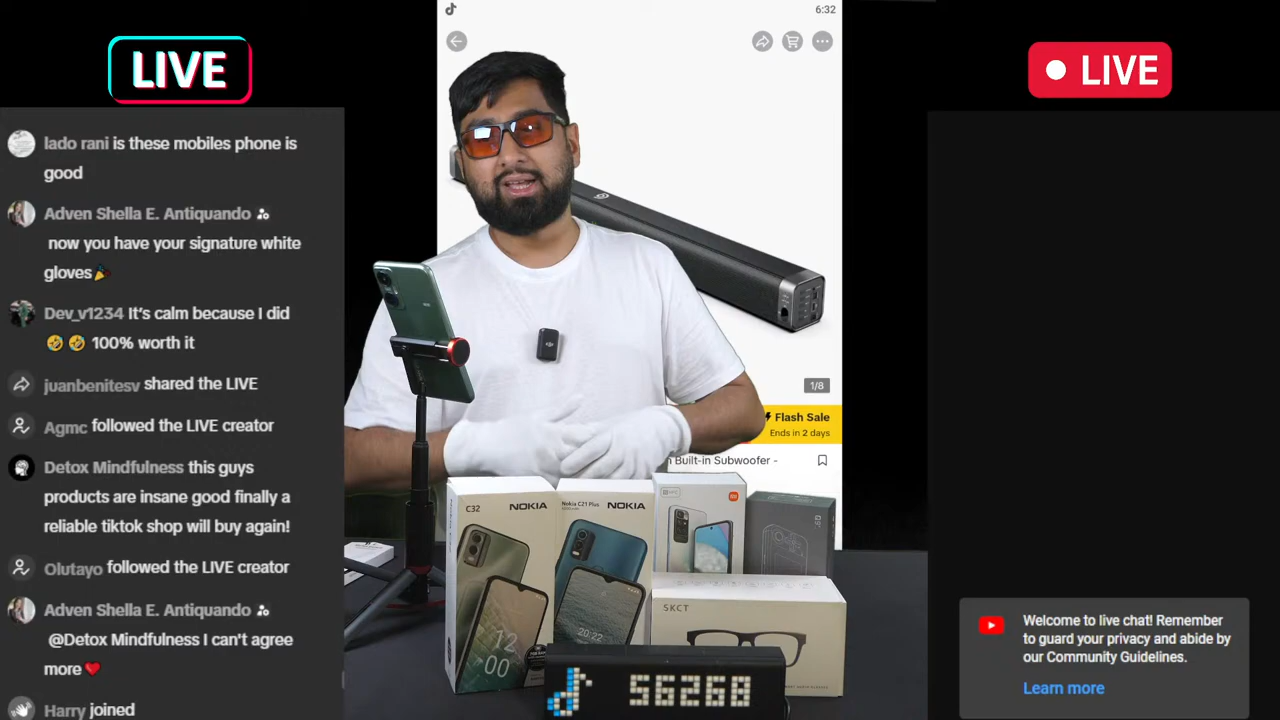 LIVE
lado rani is these mobiles phone is
good
Adven Shella E. Antiquando
now you have your signature white
gloves
Dev_v1234 It's calm because I did
100% worth it
juanbenitesv shared the LIVE
Agmc followed the LIVE creator
Detox Mindfulness this guys
products are insane good finally a
reliable tiktok shop will buy again!
Olutayo followed the LIVE creator
Adven Shella E. Antiquando
@Detox Mindfulness I can't agree
more
Harry joined
6:32
1/8
Flash Sale
Ends in 2 days
Built-in Subwoofer -
C32 NOKIA
Nokia C21 Plus NOKIA
12
00
20:22
SKCT
56268
LIVE
Welcome to live chat! Remember
to guard your privacy and abide by
our Community Guidelines.
Learn more